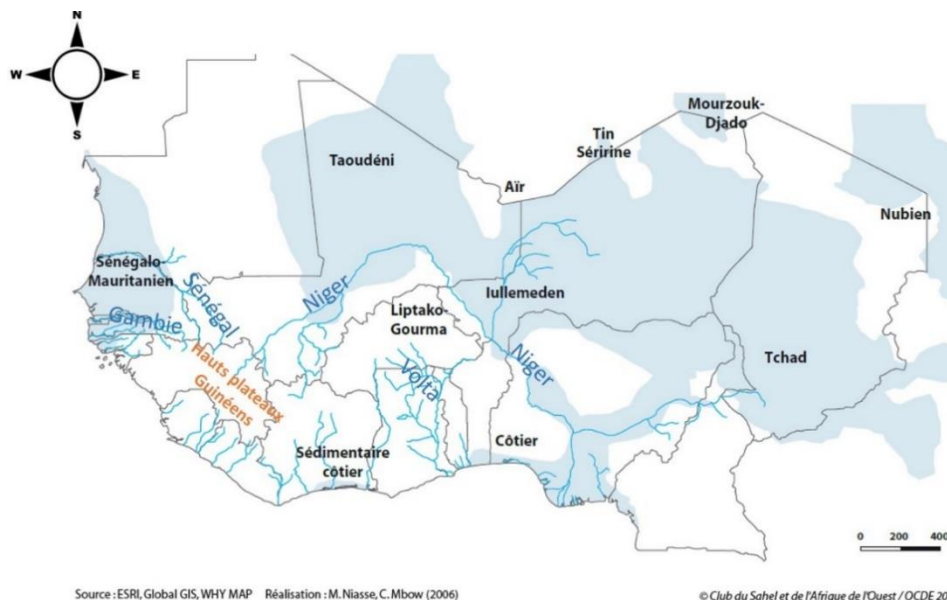 N
W
E
S
Mourzouk-
Djado
Tin
Séririne
Taoudéni
Aïr
Nubien
Sénégalo-
Mauritanien
Sénégal
Niger
Iullemeden
Liptako-
Gourma
Gambie
Hauts plateaux
Guinéens
Volta
Niger
Tchad
Côtier
Sédimentaire
côtier
0 200 400
Source : ESRI, Global GIS, WHY MAP Réalisation : M. Niasse, C. Mbow (2006)
© Club du Sahel et de l'Afrique de l'Ouest / OCDE 20